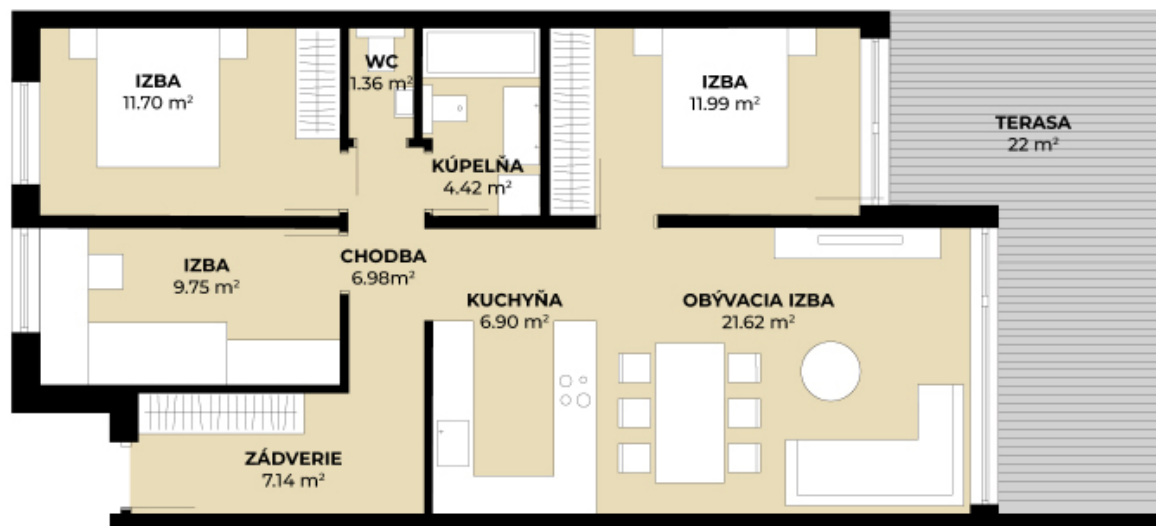 IZBA
11.70 m²
WC
1.36 m²
KÚPELŇA
4.42 m²
IZBA
11.99 m²
TERASA
22 m²
IZBA
9.75 m²
CHODBA
6.98m²
KUCHYŇA
6.90 m²
OBÝVACIA IZBA
21.62 m²
ZÁDVERIE
7.14 m²